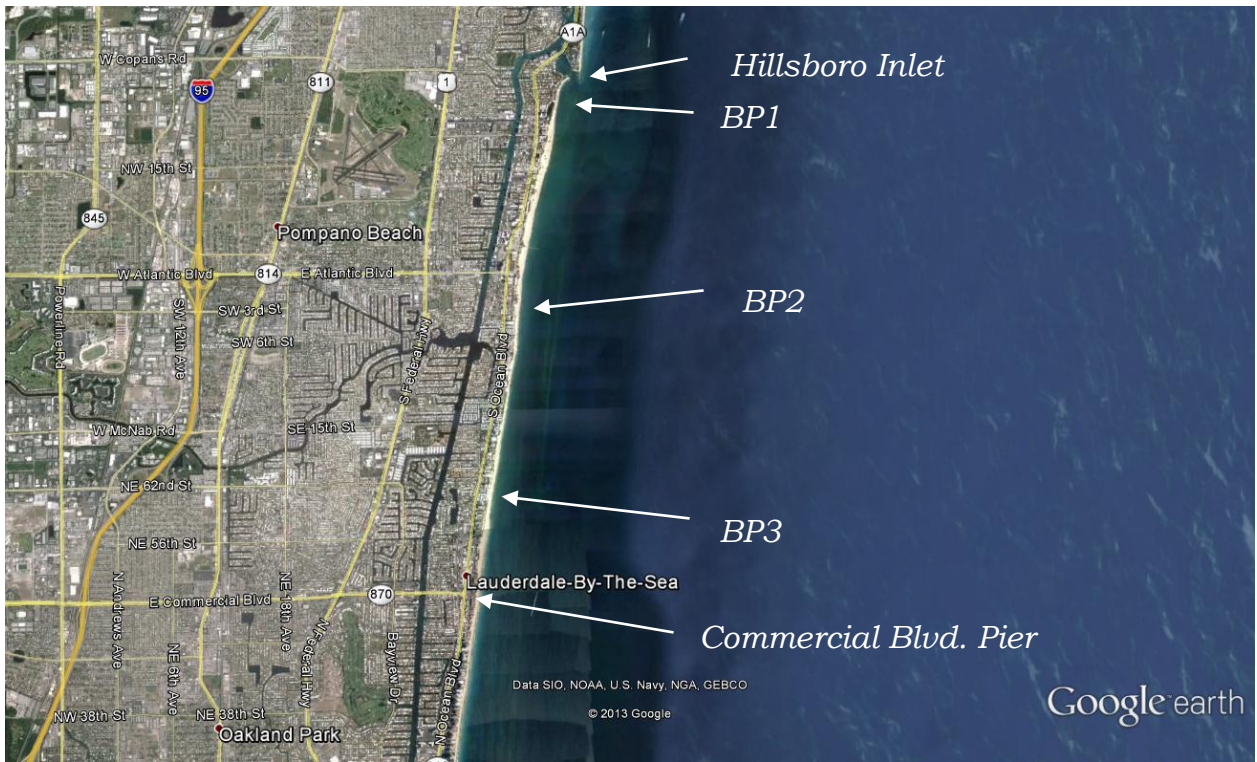 A1A
W Copans Rd
Hillsboro Inlet
811
1
95
BP1
NW 15th St
845
Pompano Beach
W Atlantic Blvd
814
E Atlantic Blvd
Powerline Rd
SW 12th Ave
SW 3rd St
BP2
SW 6th St
S Federal Hwy
S Ocean Blvd
W McNab Rd
SE 15th St
NE 62nd St
BP3
NE 56th St
Lauderdale-By-The-Sea
N Andrews Ave
NE 18th Ave
E Commercial Blvd
870
Commercial Blvd. Pier
NE 6th Ave
N Federal Hwy
Bayview Dr
N Ocean Blvd
Data SIO, NOAA, U.S. Navy, NGA, GEBCO
© 2013 Google
Google earth
NW 38th St
NE 38th St
Oakland Park